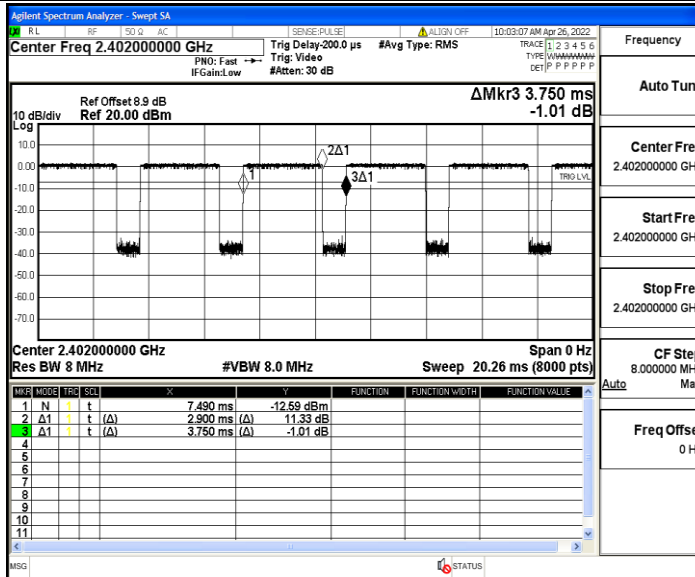 Agilent Spectrum Analyzer - Swept SA
RL RF 50 Ω AC SENSE:PULSE ALIGN OFF 10:03:07 AM Apr 26, 2022
Center Freq 2.402000000 GHz
PNO: Fast
IFGain:Low
Trig Delay-200.0 µs
Trig: Video
#Atten: 30 dB
#Avg Type: RMS
TRACE 1 2 3 4 5 6
TYPE
DET P P P P P P
Ref Offset 8.9 dB
10 dB/div Ref 20.00 dBm
Log
ΔMkr3 3.750 ms
-1.01 dB
10.0
0.00
-10.0
-20.0
-30.0
-40.0
-50.0
-60.0
-70.0
1
2Δ1
3Δ1
TRIG LVL
Center 2.402000000 GHz Span 0 Hz
Res BW 8 MHz #VBW 8.0 MHz Sweep 20.26 ms (8000 pts)
MKR MODE TRC SCL X Y FUNCTION FUNCTION WIDTH FUNCTION VALUE
1 N 1 t 7.490 ms -12.59 dBm
2 Δ1 1 t (Δ) 2.900 ms (Δ) 11.33 dB
3 Δ1 1 t (Δ) 3.750 ms (Δ) -1.01 dB
4
5
6
7
8
9
10
11
MSG STATUS
Frequency
Auto Tun
Center Fre
2.402000000 GH
Start Fre
2.402000000 GH
Stop Fre
2.402000000 GH
CF Step
8.000000 MH
Auto Ma
Freq Offse
0 H